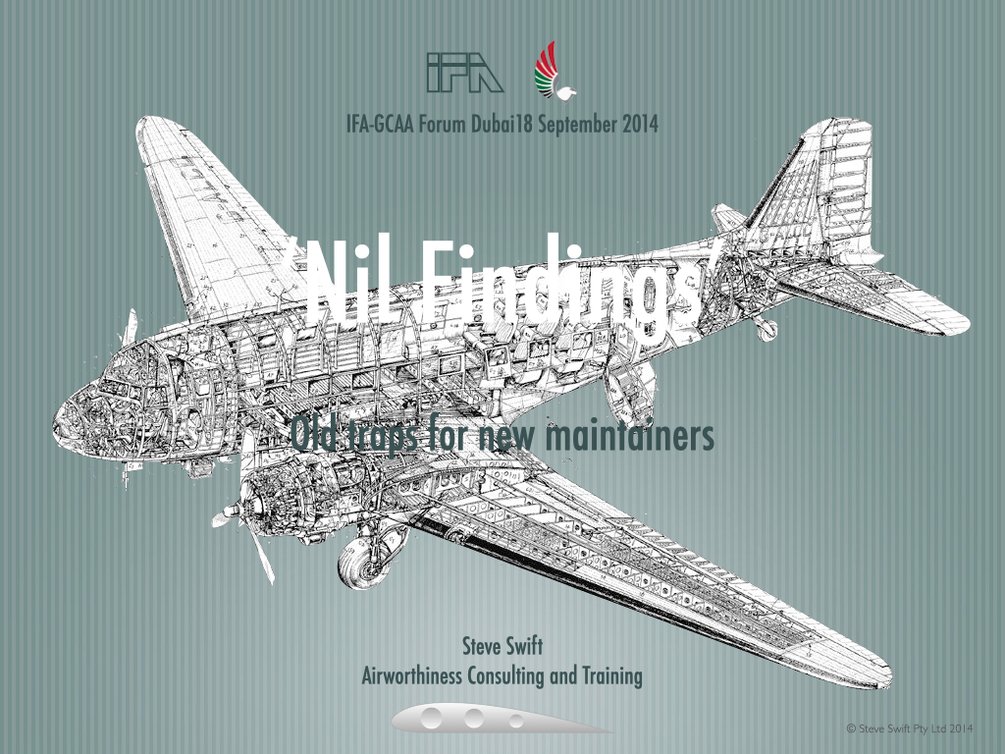 IFA
IFA-GCAA Forum Dubai18 September 2014
'Nil Findings'
Old traps for new maintainers
Steve Swift
Airworthiness Consulting and Training
© Steve Swift Pty Ltd 2014